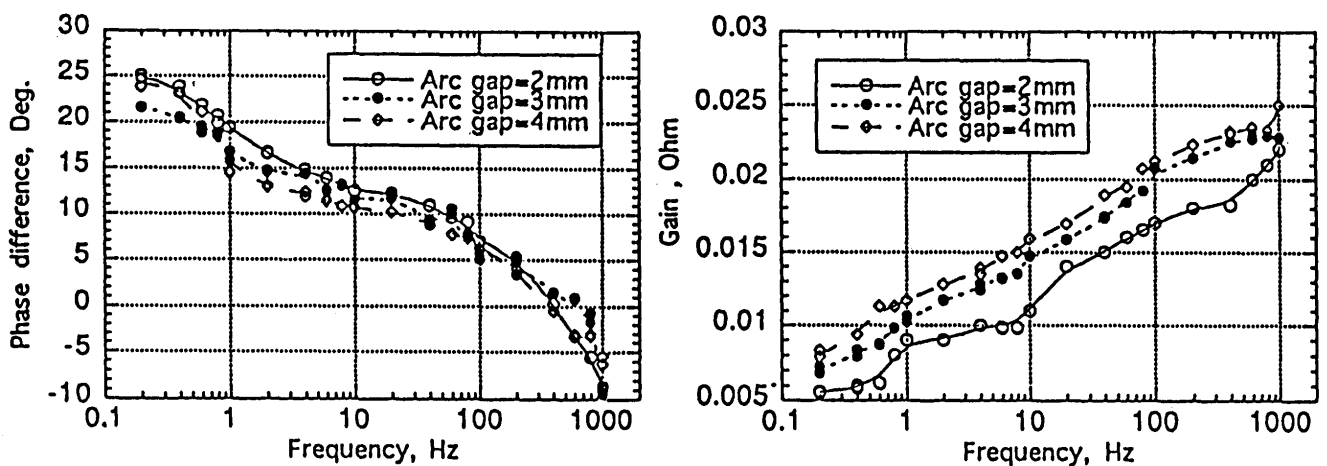 Phase difference, Deg.
30
25
20
15
10
5
0
-5
-10
0.1
1
10
100
1000
Frequency, Hz
Arc gap=2mm
Arc gap=3mm
Arc gap=4mm
Gain , Ohm
0.03
0.025
0.02
0.015
0.01
0.005
0.1
1
10
100
1000
Frequency, Hz
Arc gap=2mm
Arc gap=3mm
Arc gap=4mm